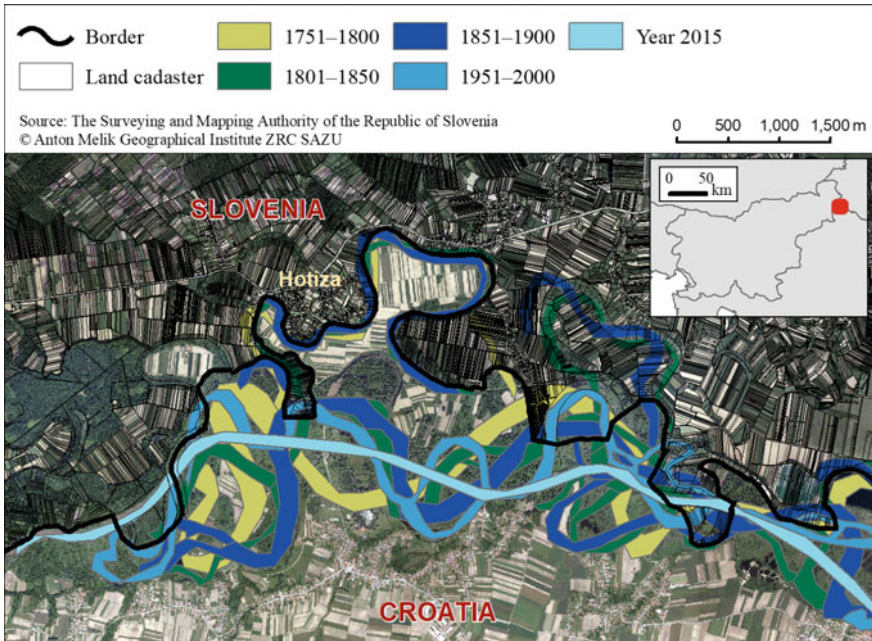 Border
1751–1800
1851–1900
Year 2015
Land cadaster
1801–1850
1951–2000
Source: The Surveying and Mapping Authority of the Republic of Slovenia
© Anton Melik Geographical Institute ZRC SAZU
0 500 1,000 1,500 m
0 50
km
SLOVENIA
Hotiza
CROATIA